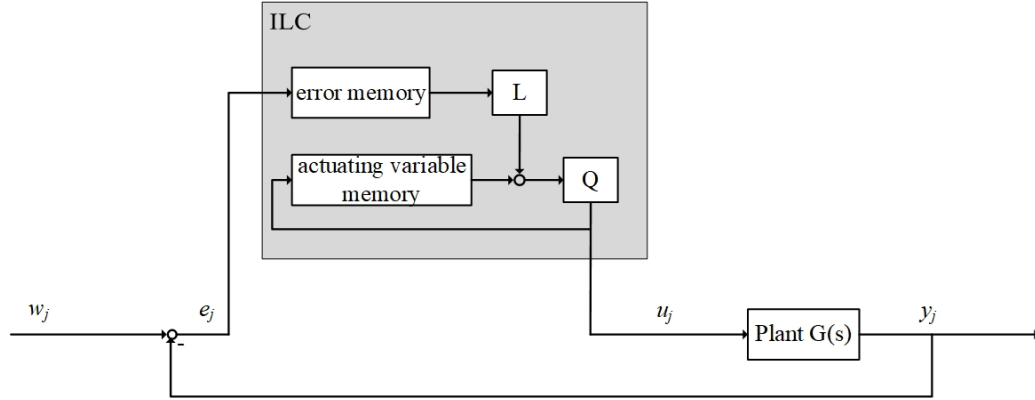 ILC
error memory
L
actuating variable
memory
Q
w_j
e_j
u_j
Plant G(s)
y_j
-